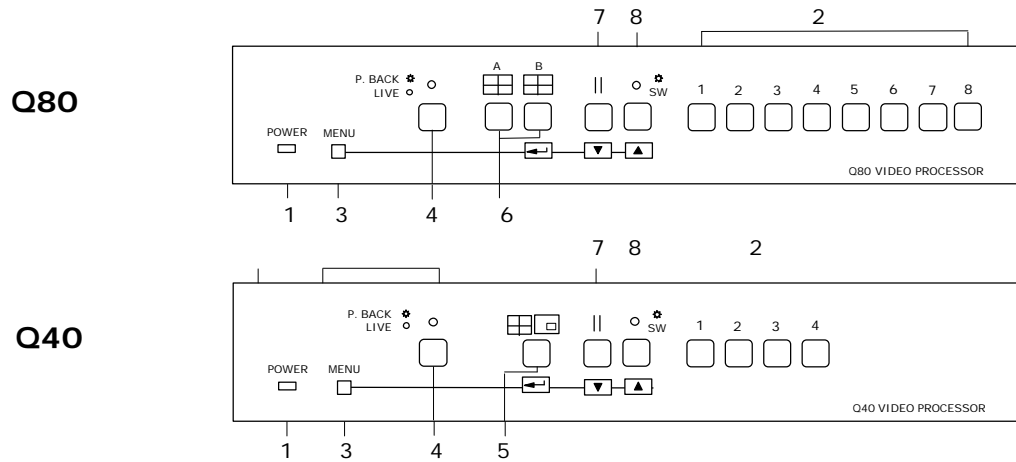 7 8 2
Q80
A B
P. BACK
LIVE
SW
1 2 3 4 5 6 7 8
POWER MENU
Q80 VIDEO PROCESSOR
1 3 4 6
7 8 2
Q40
P. BACK
LIVE
SW
1 2 3 4
POWER MENU
Q40 VIDEO PROCESSOR
1 3 4 5